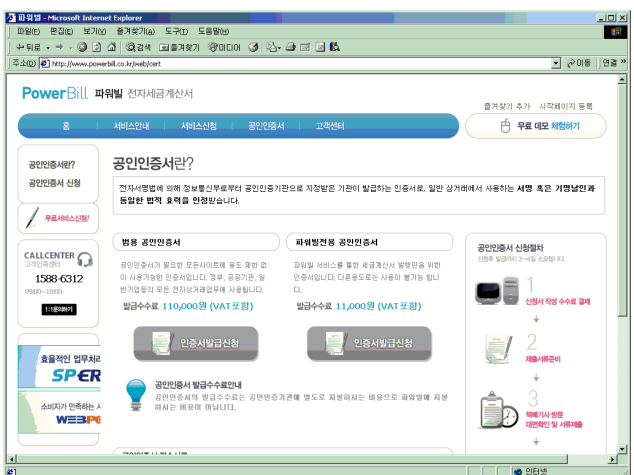 파워빌 - Microsoft Internet Explorer
파일(F) 편집(E) 보기(V) 즐겨찾기(A) 도구(T) 도움말(H)
뒤로 검색 즐겨찾기 미디어
주소(D) http://www.powerbill.co.kr/web/cert 이동 연결 »
PowerBill 파워빌 전자세금계산서
즐겨찾기 추가 시작페이지 등록
홈 서비스안내 서비스신청 공인인증서 고객센터
무료 데모 체험하기
공인인증서란?
공인인증서 신청
무료서비스신청!
CALLCENTER
고객만족센터
1588-6312
09:00~18:00
1:1문의하기
효율적인 업무처리
SPER
소비자가 만족하는
WEBPO
공인인증서란?
전자서명법에 의해 정보통신부로부터 공인인증기관으로 지정받은 기관이 발급하는 인증서로, 일반 상거래에서 사용하는 서명 혹은 기명날인과
동일한 법적 효력을 인정받습니다.
범용 공인인증서
공인인증서가 필요한 모든사이트에 용도 제한 없
이 사용가능한 인증서입니다. 정부, 공공기관, 일
반기업등의 모든 전자상거래업무에 사용됩니다.
발급수수료 110,000원 (VAT포함)
인증서발급신청
파워빌전용 공인인증서
파워빌 서비스를 통한 세금계산서 발행만을 위한
인증서입니다. 다른용도로는 사용이 불가능 합니
다.
발급수수료 11,000원 (VAT포함)
인증서발급신청
공인인증서 발급수수료안내
공인인증서의 발급수수료는 공인인증기관에 별도로 지불하시는 비용으로 파워빌에 지불
하시는 비용이 아닙니다.
공인인증서 신청절차
신청후 발급까지 3~4일 소요됩니다.
1
신청서 작성 수수료 결제
2
제출서류준비
3
택배기사 방문
대면확인 및 서류제출
인터넷